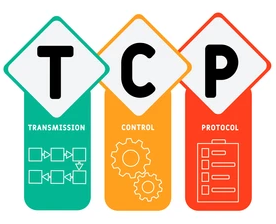 T C P
TRANSMISSION CONTROL PROTOCOL